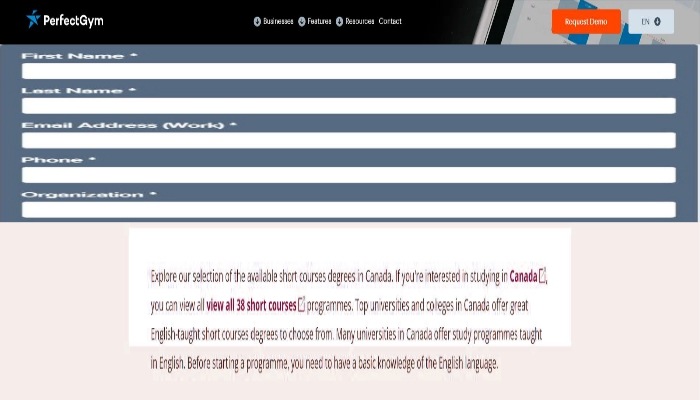 PerfectGym
Businesses Features Resources Contact
Request Demo
EN
First Name *
Last Name *
Email Address (Work) *
Phone *
Organization *
Explore our selection of the available short courses degrees in Canada. If you're interested in studying in Canada,
you can view all view all 38 short courses programmes. Top universities and colleges in Canada offer great
English-taught short courses degrees to choose from. Many universities in Canada offer study programmes taught
in English. Before starting a programme, you need to have a basic knowledge of the English language.